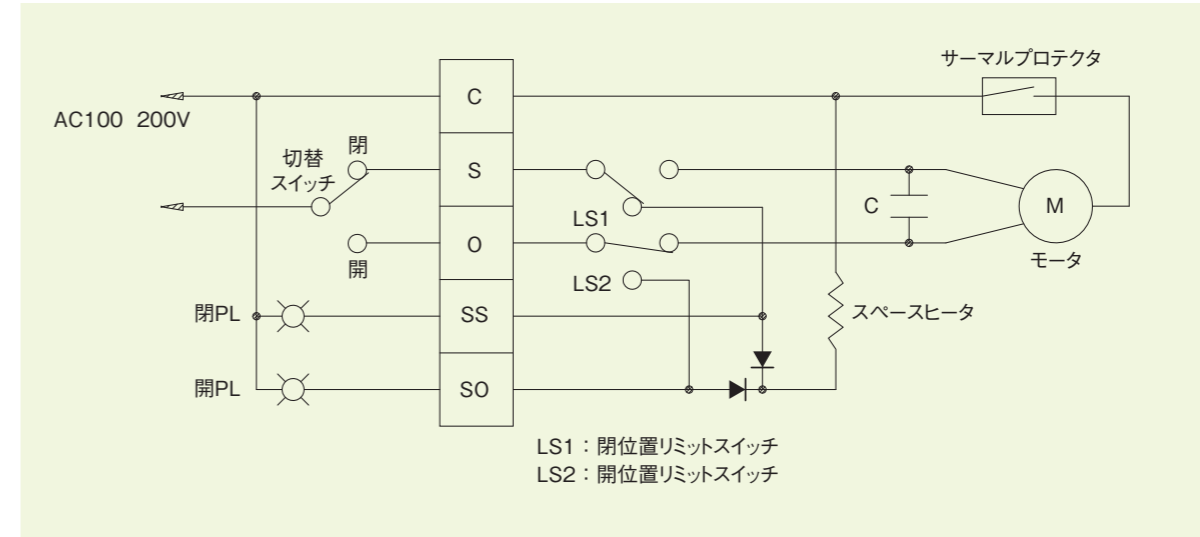 サーマルプロテクタ
C
AC100 200V
閉
切替
スイッチ
S
LS1
C
M
O
開
モータ
LS2
閉PL
SS
スペースヒータ
開PL
SO
LS1：閉位置リミットスイッチ
LS2：開位置リミットスイッチ